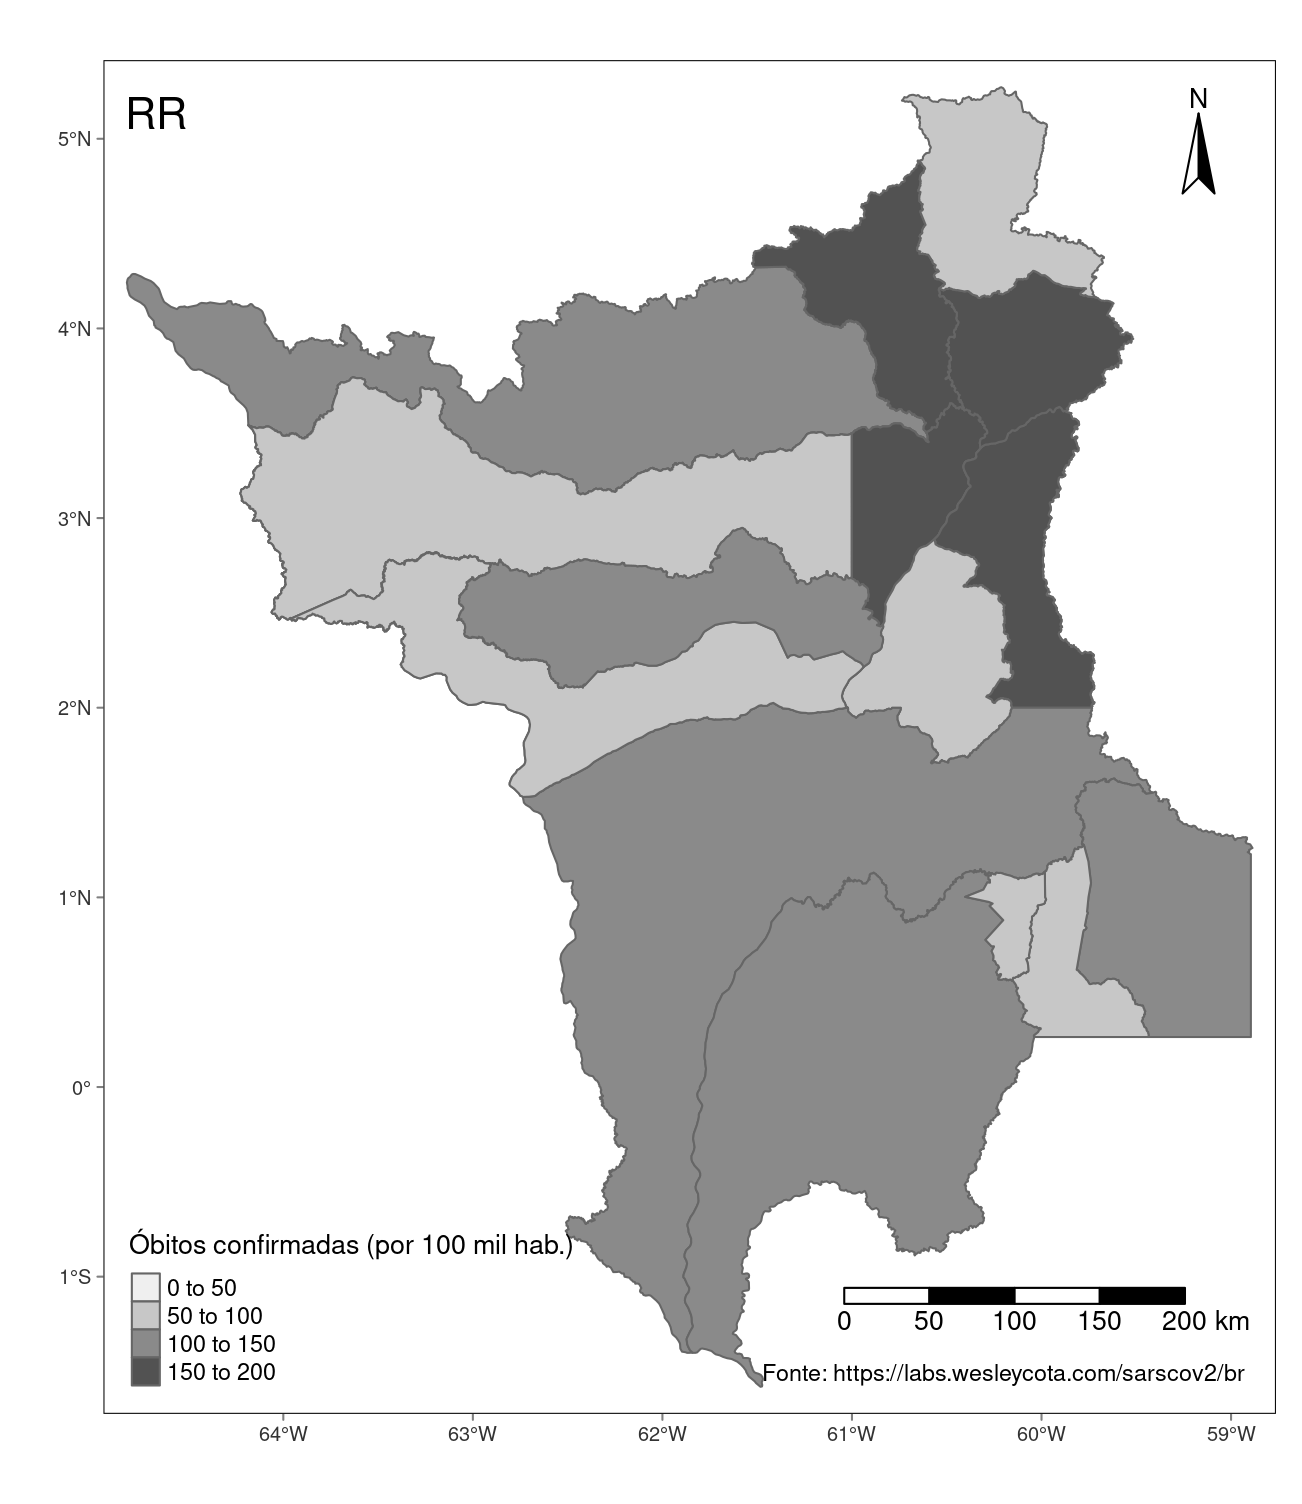 RR
N
5°N
4°N
3°N
2°N
1°N
0°
1°S
Óbitos confirmadas (por 100 mil hab.)
0 to 50
50 to 100
100 to 150
150 to 200
0 50 100 150 200 km
Fonte: https://labs.wesleycota.com/sarscov2/br
64°W 63°W 62°W 61°W 60°W 59°W